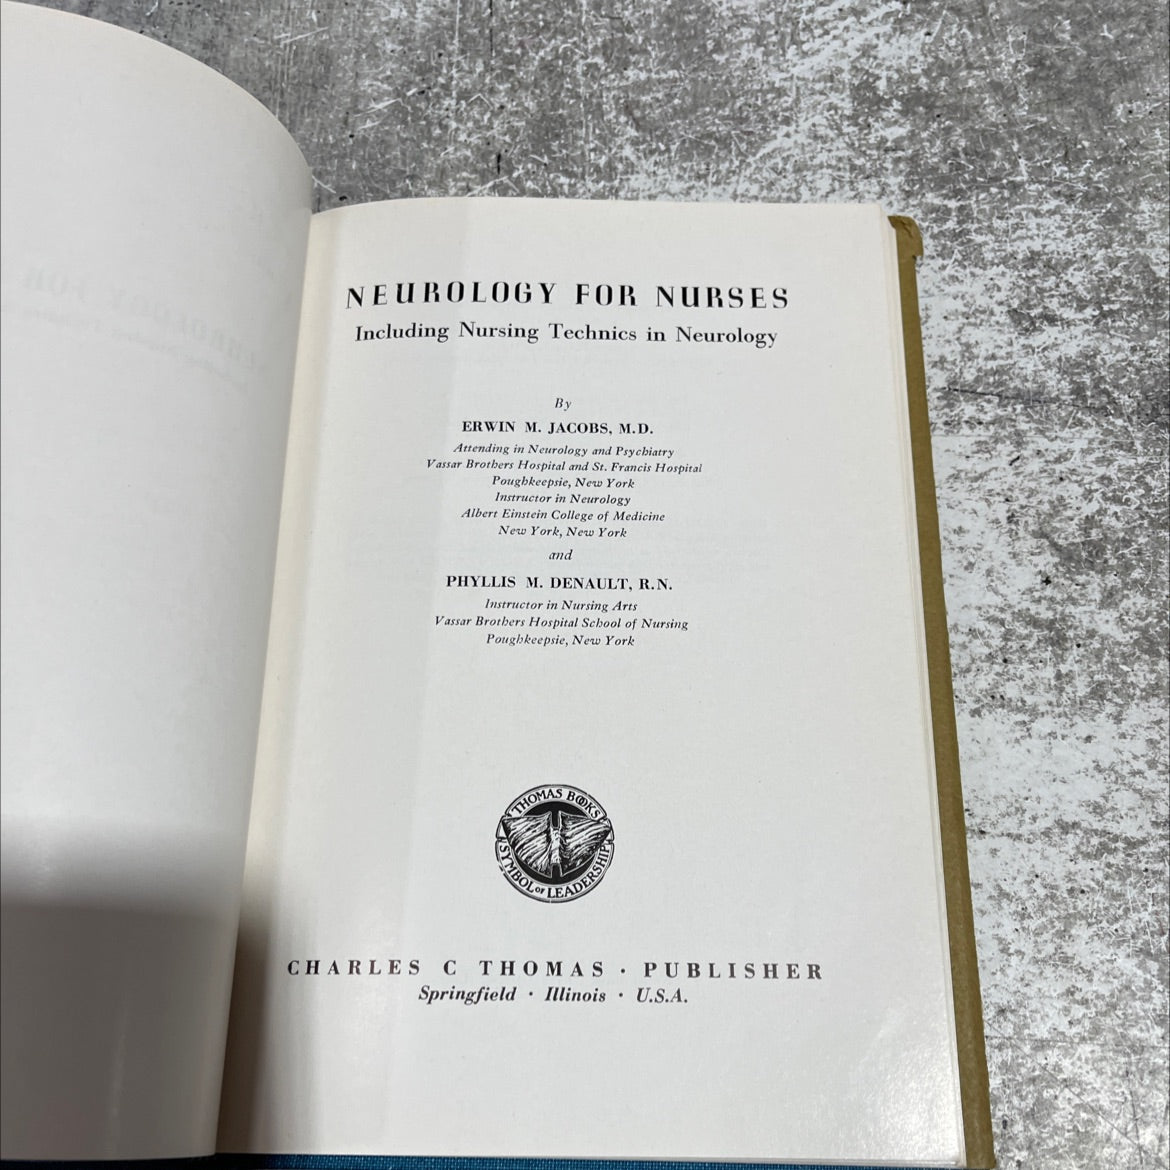 NEUROLOGY FOR NURSES
Including Nursing Technics in Neurology
By
ERWIN M. JACOBS, M.D.
Attending in Neurology and Psychiatry
Vassar Brothers Hospital and St. Francis Hospital
Poughkeepsie, New York
Instructor in Neurology
Albert Einstein College of Medicine
New York, New York
and
PHYLLIS M. DENAULT, R.N.
Instructor in Nursing Arts
Vassar Brothers Hospital School of Nursing
Poughkeepsie, New York
THOMAS BOOKS
SYMBOL OF LEADERSHIP
CHARLES C THOMAS · PUBLISHER
Springfield · Illinois · U.S.A.